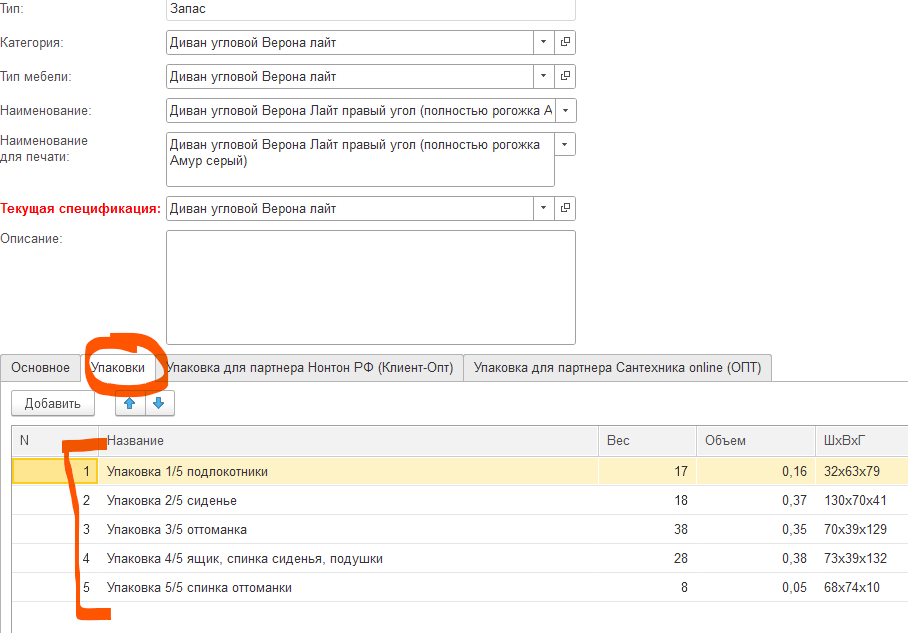 Тип: Запас
Категория: Диван угловой Верона лайт
Тип мебели: Диван угловой Верона лайт
Наименование: Диван угловой Верона Лайт правый угол (полностью рогожка А
Наименование
для печати:
Диван угловой Верона Лайт правый угол (полностью рогожка
Амур серый)
Текущая спецификация: Диван угловой Верона лайт
Описание:
Основное Упаковки Упаковка для партнера Нонтон РФ (Клиент-Опт) Упаковка для партнера Сантехника online (ОПТ)
Добавить
N Название Вес Объем ШхВхГ
1 Упаковка 1/5 подлокотники 17 0,16 32х63х79
2 Упаковка 2/5 сиденье 18 0,37 130х70х41
3 Упаковка 3/5 оттоманка 38 0,35 70х39х129
4 Упаковка 4/5 ящик, спинка сиденья, подушки 28 0,38 73х39х132
5 Упаковка 5/5 спинка оттоманки 8 0,05 68х74х10